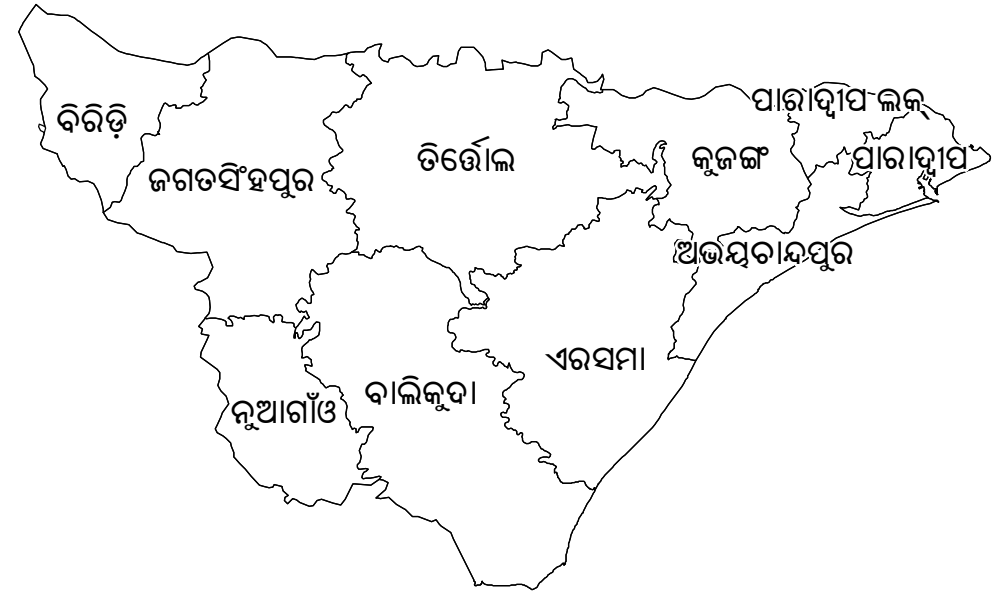 ପାରାଦ୍ୱୀପ ଲକ୍
ବିରିଡ଼ି
ତିର୍ତ୍ତୋଲ
କୁଜଙ୍ଗ
ପାରାଦ୍ୱୀପ
ଜଗତସିଂହପୁର
ଅଭୟଚାନ୍ଦପୁର
ଏରସମା
ବାଲିକୁଦା
ନୁଆଗାଁଓ